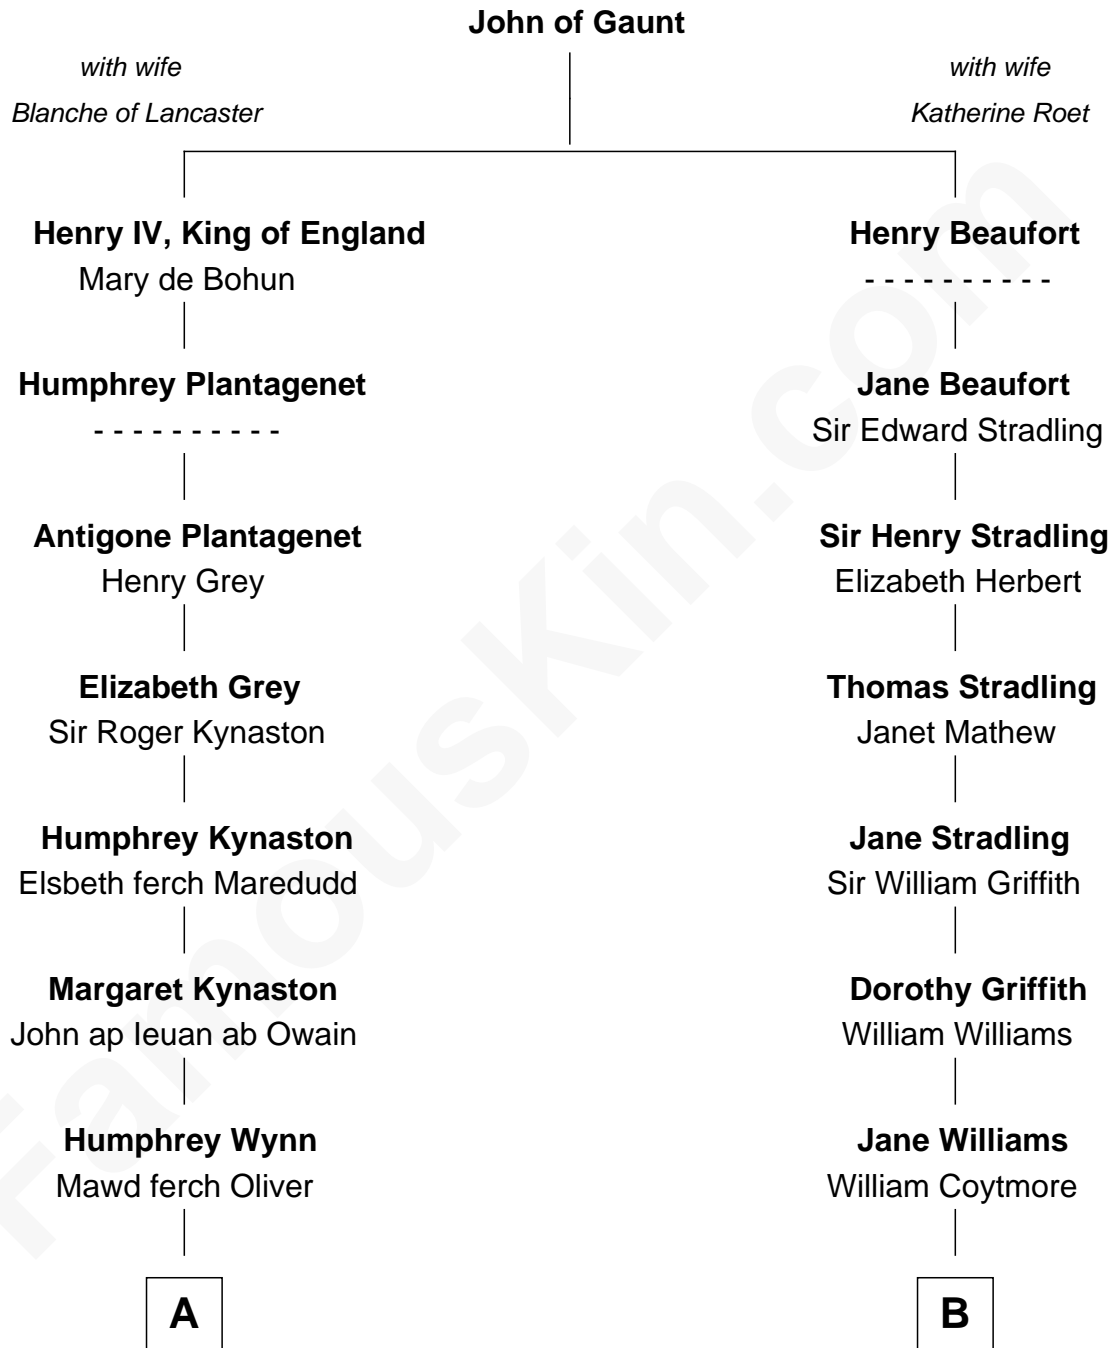 John of Gaunt
with wife
Blanche of Lancaster
with wife
Katherine Roet
Henry IV, King of England
Mary de Bohun
Henry Beaufort
- - - - - - - - - -
Humphrey Plantagenet
- - - - - - - - - -
Jane Beaufort
Sir Edward Stradling
Antigone Plantagenet
Henry Grey
Sir Henry Stradling
Elizabeth Herbert
Elizabeth Grey
Sir Roger Kynaston
Thomas Stradling
Janet Mathew
Humphrey Kynaston
Elsbeth ferch Maredudd
Jane Stradling
Sir William Griffith
Margaret Kynaston
John ap Ieuan ab Owain
Dorothy Griffith
William Williams
Humphrey Wynn
Mawd ferch Oliver
Jane Williams
William Coytmore
A
B
FamousKin.com